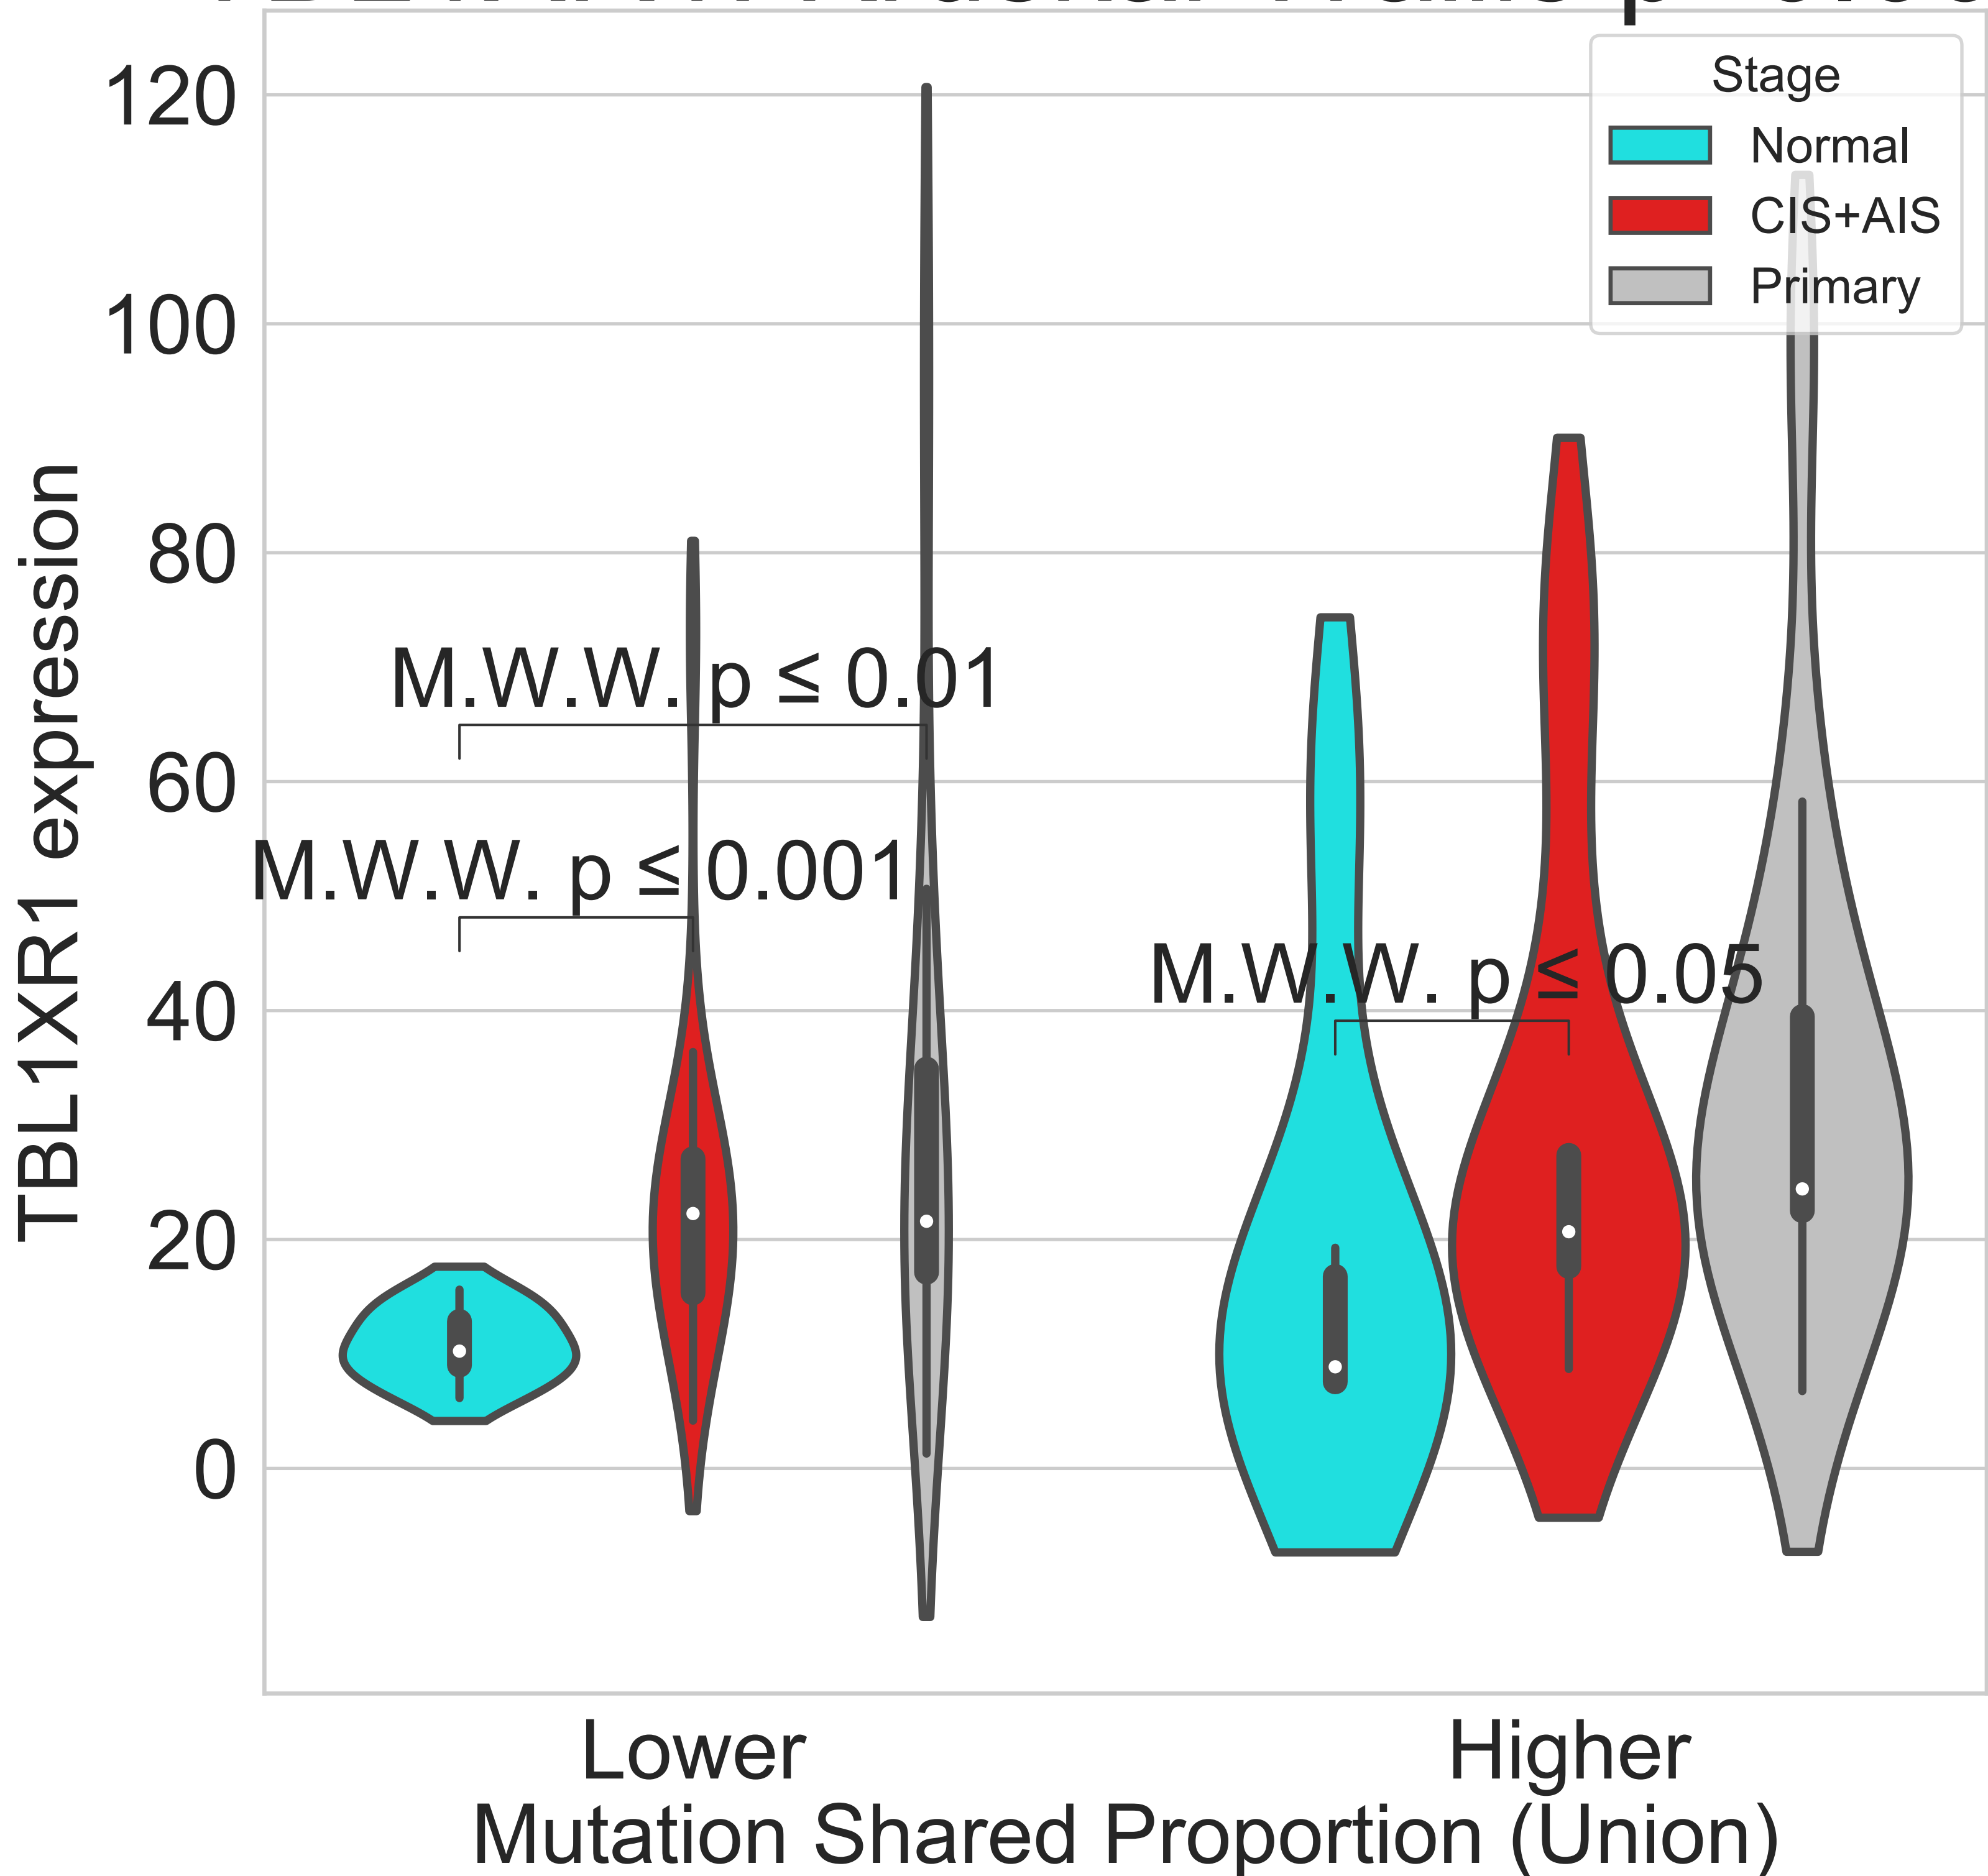 120
100
80
60
40
20
0
TBL1XR1 expression
Stage
Normal
CIS+AIS
Primary
M.W.W. p ≤ 0.01
M.W.W. p ≤ 0.001
M.W.W. p ≤ 0.05
Lower
Higher
Mutation Shared Proportion (Union)